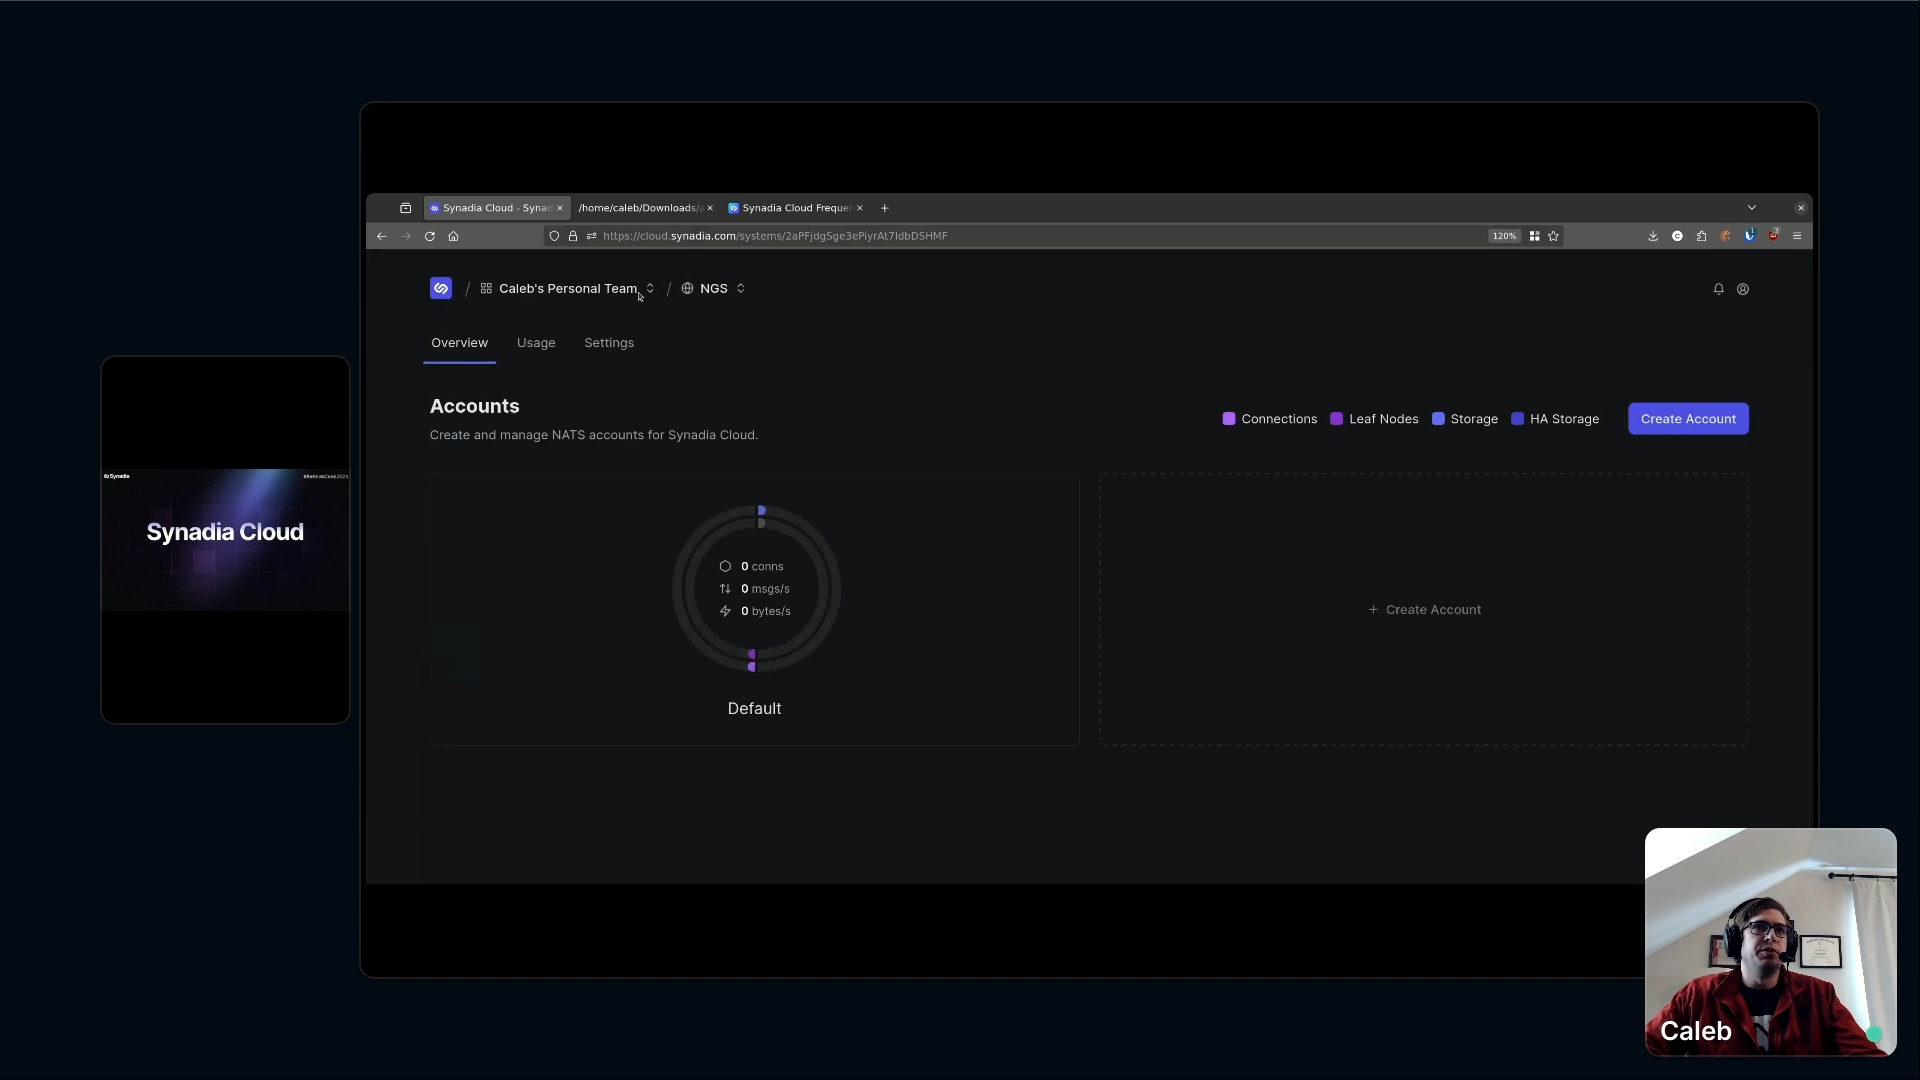 Synadia Cloud - Synad
/home/caleb/Downloads/a
Synadia Cloud Freque
https://cloud.synadia.com/systems/2aPFjdgSge3ePiyrAt7IdbDSHMF
120%
/ Caleb's Personal Team / NGS
Overview Usage Settings
Accounts
Create and manage NATS accounts for Synadia Cloud.
Connections Leaf Nodes Storage HA Storage Create Account
Synadia #RethinkConn2024
Synadia Cloud
0 conns
0 msgs/s
0 bytes/s
Default
+ Create Account
Caleb